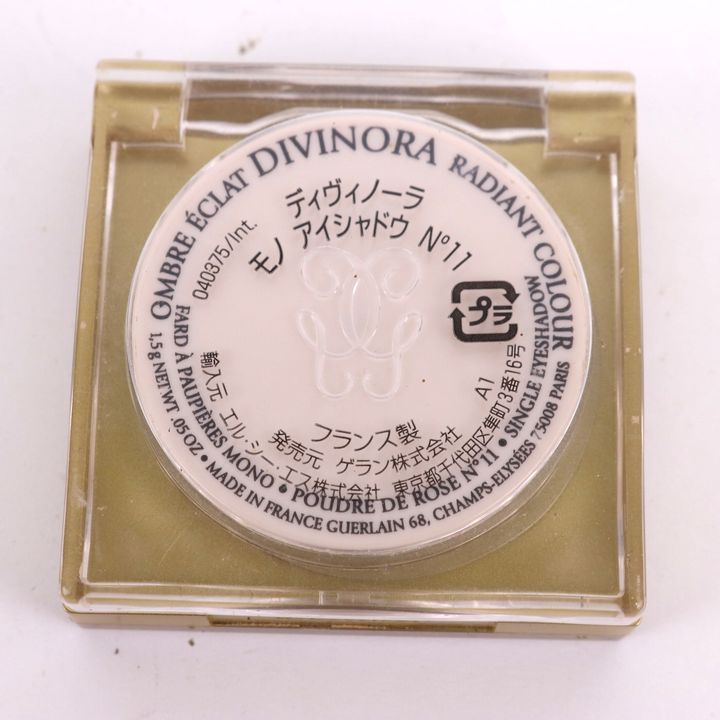 OMBRE ÉCLAT DIVINORA RADIANT COLOUR
ディヴィノーラ
モノ アイシャドウ N°11
040375/Int.
プラ
A1
フランス製
発売元 ゲラン株式会社
輸入元 エル・シー・エス株式会社 東京都千代田区隼町3番16号
FARD À PAUPIÈRES MONO • POUDRE DE ROSE N° 11 • SINGLE EYESHADOW
1,5 g NET WT. .05 OZ • MADE IN FRANCE GUERLAIN 68, CHAMPS-ELYSÉES 75008 PARIS